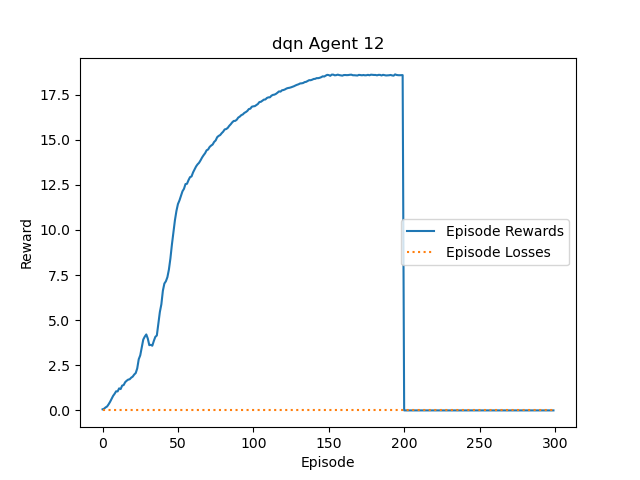 dqn Agent 12
17.5
15.0
12.5
10.0
7.5
5.0
2.5
0.0
Reward
Episode Rewards
Episode Losses
0 50 100 150 200 250 300
Episode